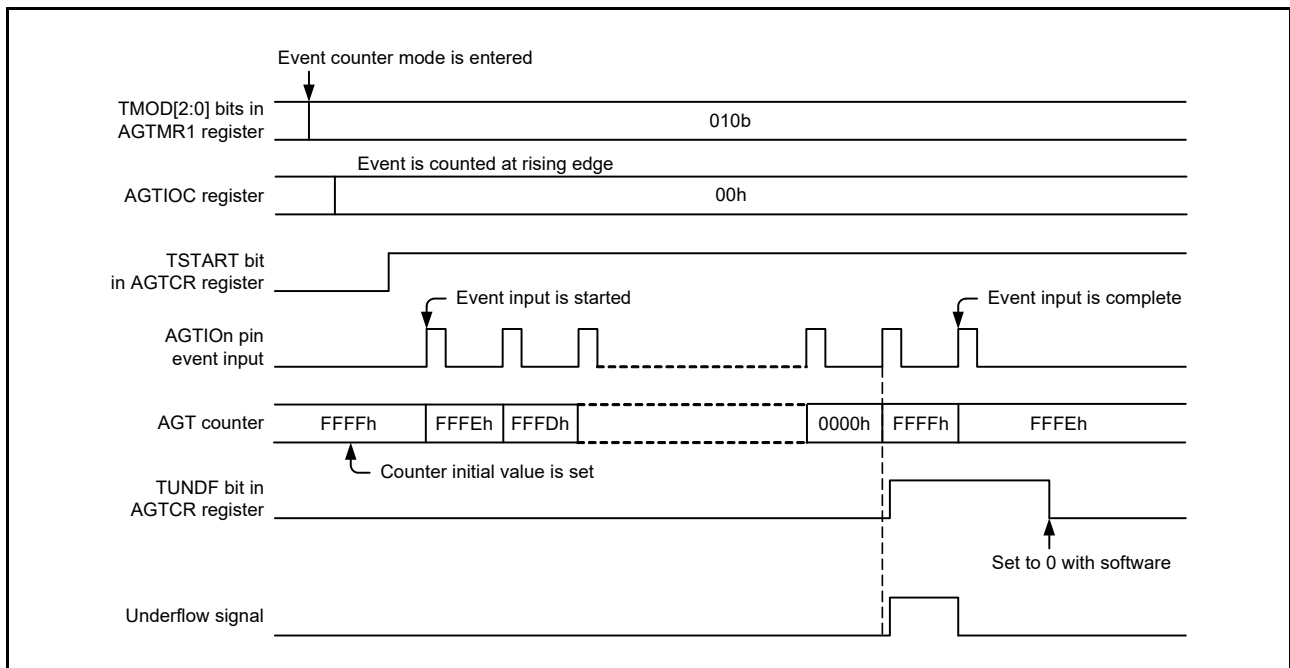 Event counter mode is entered
TMOD[2:0] bits in
AGTMR1 register
010b
Event is counted at rising edge
AGTIOC register
00h
TSTART bit
in AGTCR register
Event input is started
Event input is complete
AGTIOn pin
event input
AGT counter
FFFFh
FFFEh
FFFDh
0000h
FFFFh
FFFEh
Counter initial value is set
TUNDF bit in
AGTCR register
Set to 0 with software
Underflow signal